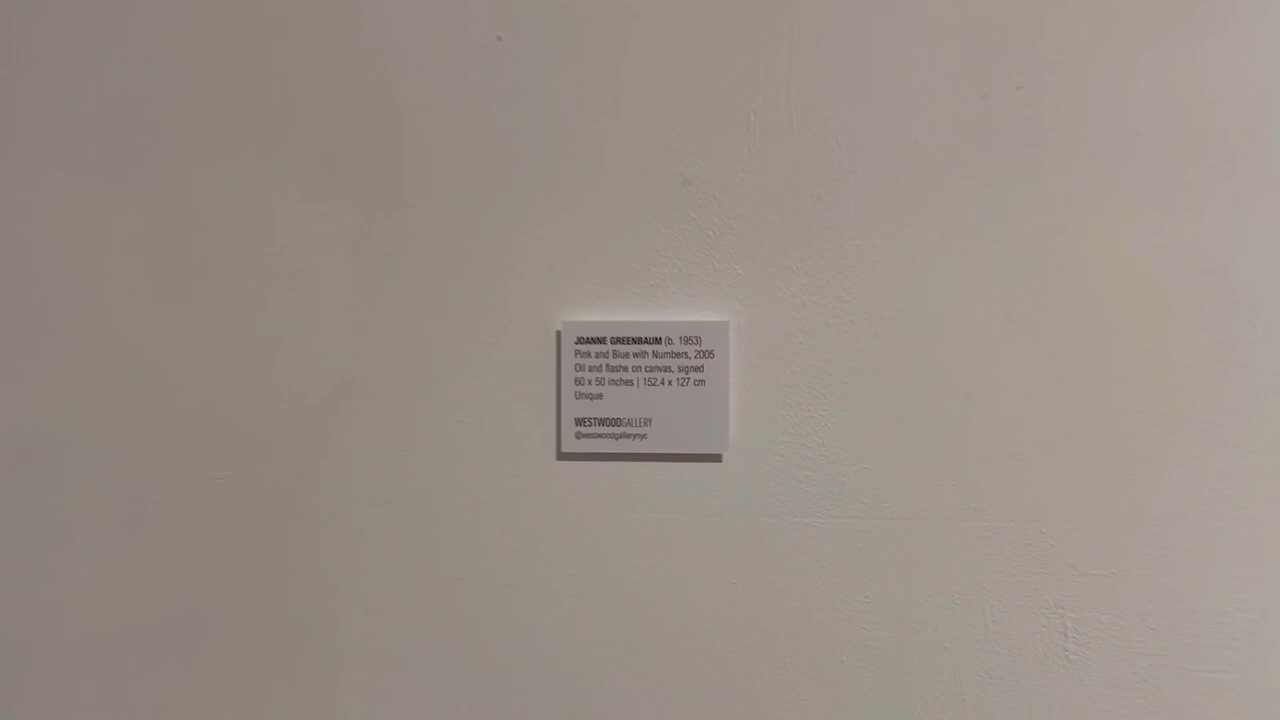 JOANNE GREENBAUM (b. 1953)
Pink and Blue with Numbers, 2005
Oil and flashe on canvas, signed
60 x 50 inches | 152.4 x 127 cm
Unique
WESTWOODGALLERY
@westwoodgallerynyc